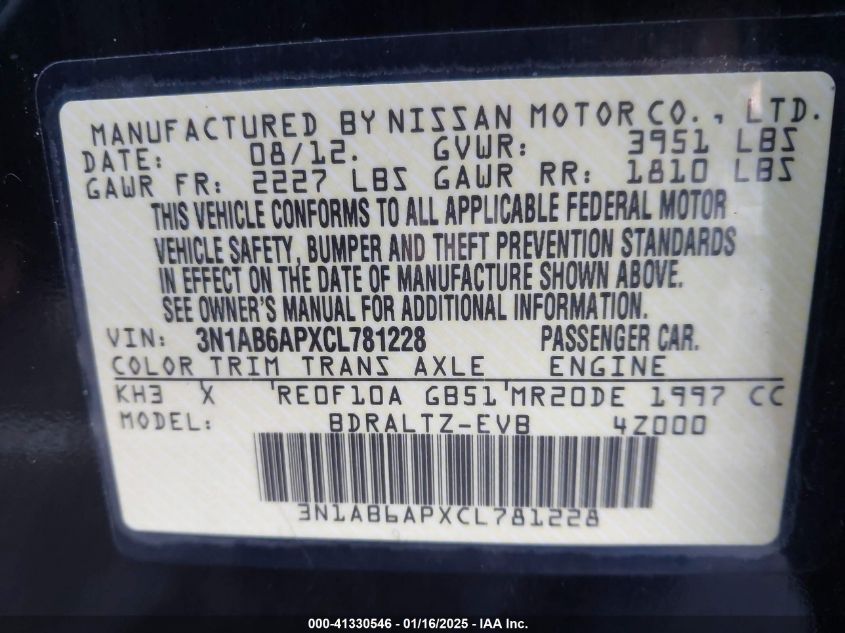 MANUFACTURED BY NISSAN MOTOR CO., LTD.
DATE: 08/12. GVWR: 3951 LBS
GAWR FR: 2227 LBS GAWR RR: 1810 LBS
THIS VEHICLE CONFORMS TO ALL APPLICABLE FEDERAL MOTOR
VEHICLE SAFETY, BUMPER AND THEFT PREVENTION STANDARDS
IN EFFECT ON THE DATE OF MANUFACTURE SHOWN ABOVE.
SEE OWNER'S MANUAL FOR ADDITIONAL INFORMATION.
VIN: 3N1AB6APXCL781228 PASSENGER CAR.
COLOR TRIM TRANS AXLE ENGINE
KH3 X RE0F10A GB51 MR20DE 1997 CC
MODEL: BDRALTZ-EVB 4Z000
3N1AB6APXCL781228
000-41330546 - 01/16/2025 - IAA Inc.